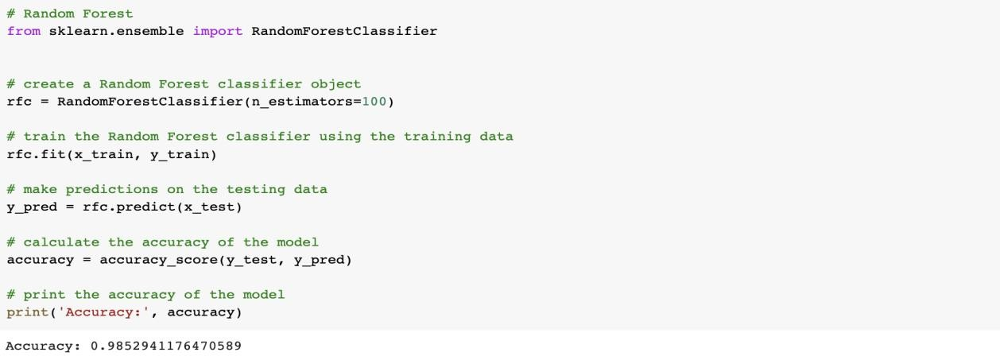 # Random Forest
from sklearn.ensemble import RandomForestClassifier
# create a Random Forest classifier object
rfc = RandomForestClassifier(n_estimators=100)
# train the Random Forest classifier using the training data
rfc.fit(x_train, y_train)
# make predictions on the testing data
y_pred = rfc.predict(x_test)
# calculate the accuracy of the model
accuracy = accuracy_score(y_test, y_pred)
# print the accuracy of the model
print('Accuracy:', accuracy)
Accuracy: 0.9852941176470589